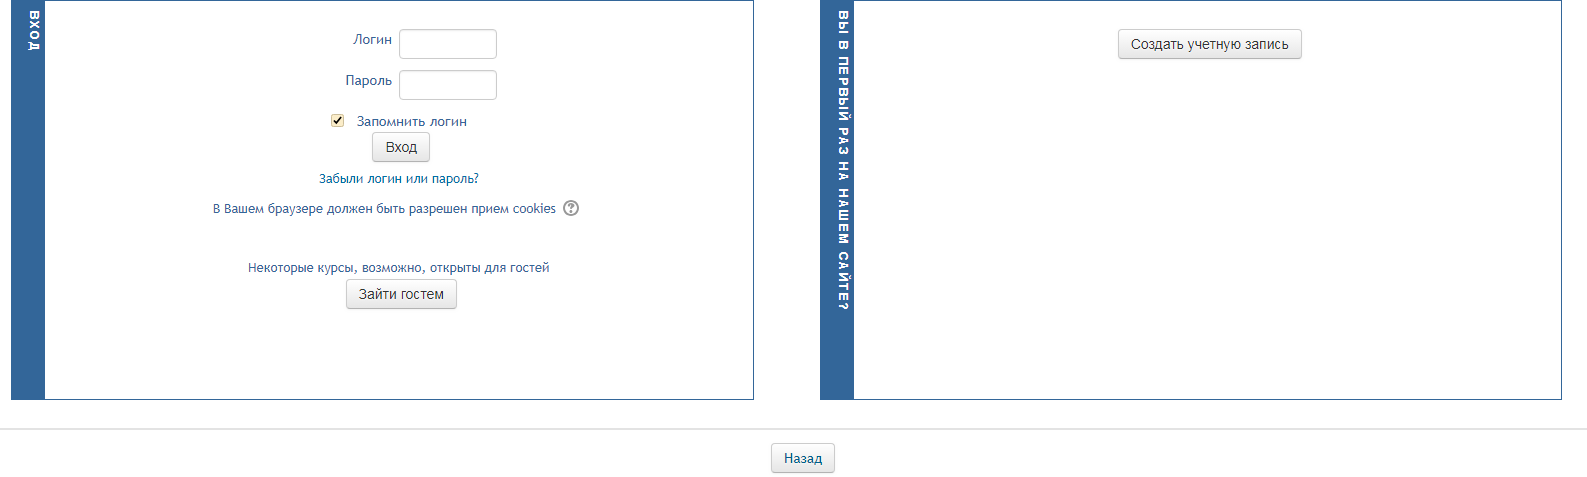 ВХОД
Логин
Пароль
Запомнить логин
Вход
Забыли логин или пароль?
В Вашем браузере должен быть разрешен прием cookies
Некоторые курсы, возможно, открыты для гостей
Зайти гостем
ВЫ В ПЕРВЫЙ РАЗ НА НАШЕМ САЙТЕ?
Создать учетную запись
Назад